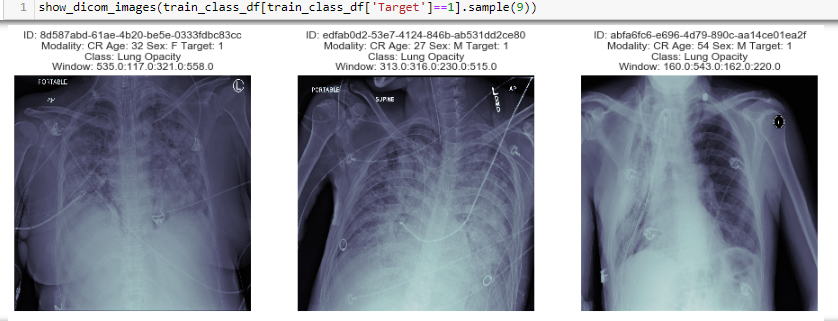 1 show_dicom_images(train_class_df[train_class_df['Target']==1].sample(9))
ID: 8d587abd-61ae-4b20-be5e-0333fdbc83cc
Modality: CR Age: 32 Sex: F Target: 1
Class: Lung Opacity
Window: 535.0:117.0:321.0:558.0
PORTABLE
ID: edfab0d2-53e7-4124-846b-ab531dd2ce80
Modality: CR Age: 27 Sex: M Target: 1
Class: Lung Opacity
Window: 313.0:316.0:230.0:515.0
PORTABLE
SUPINE
L
ID: abfa6fc6-e696-4d79-890c-aa14ce01ea2f
Modality: CR Age: 54 Sex: M Target: 1
Class: Lung Opacity
Window: 160.0:543.0:162.0:220.0